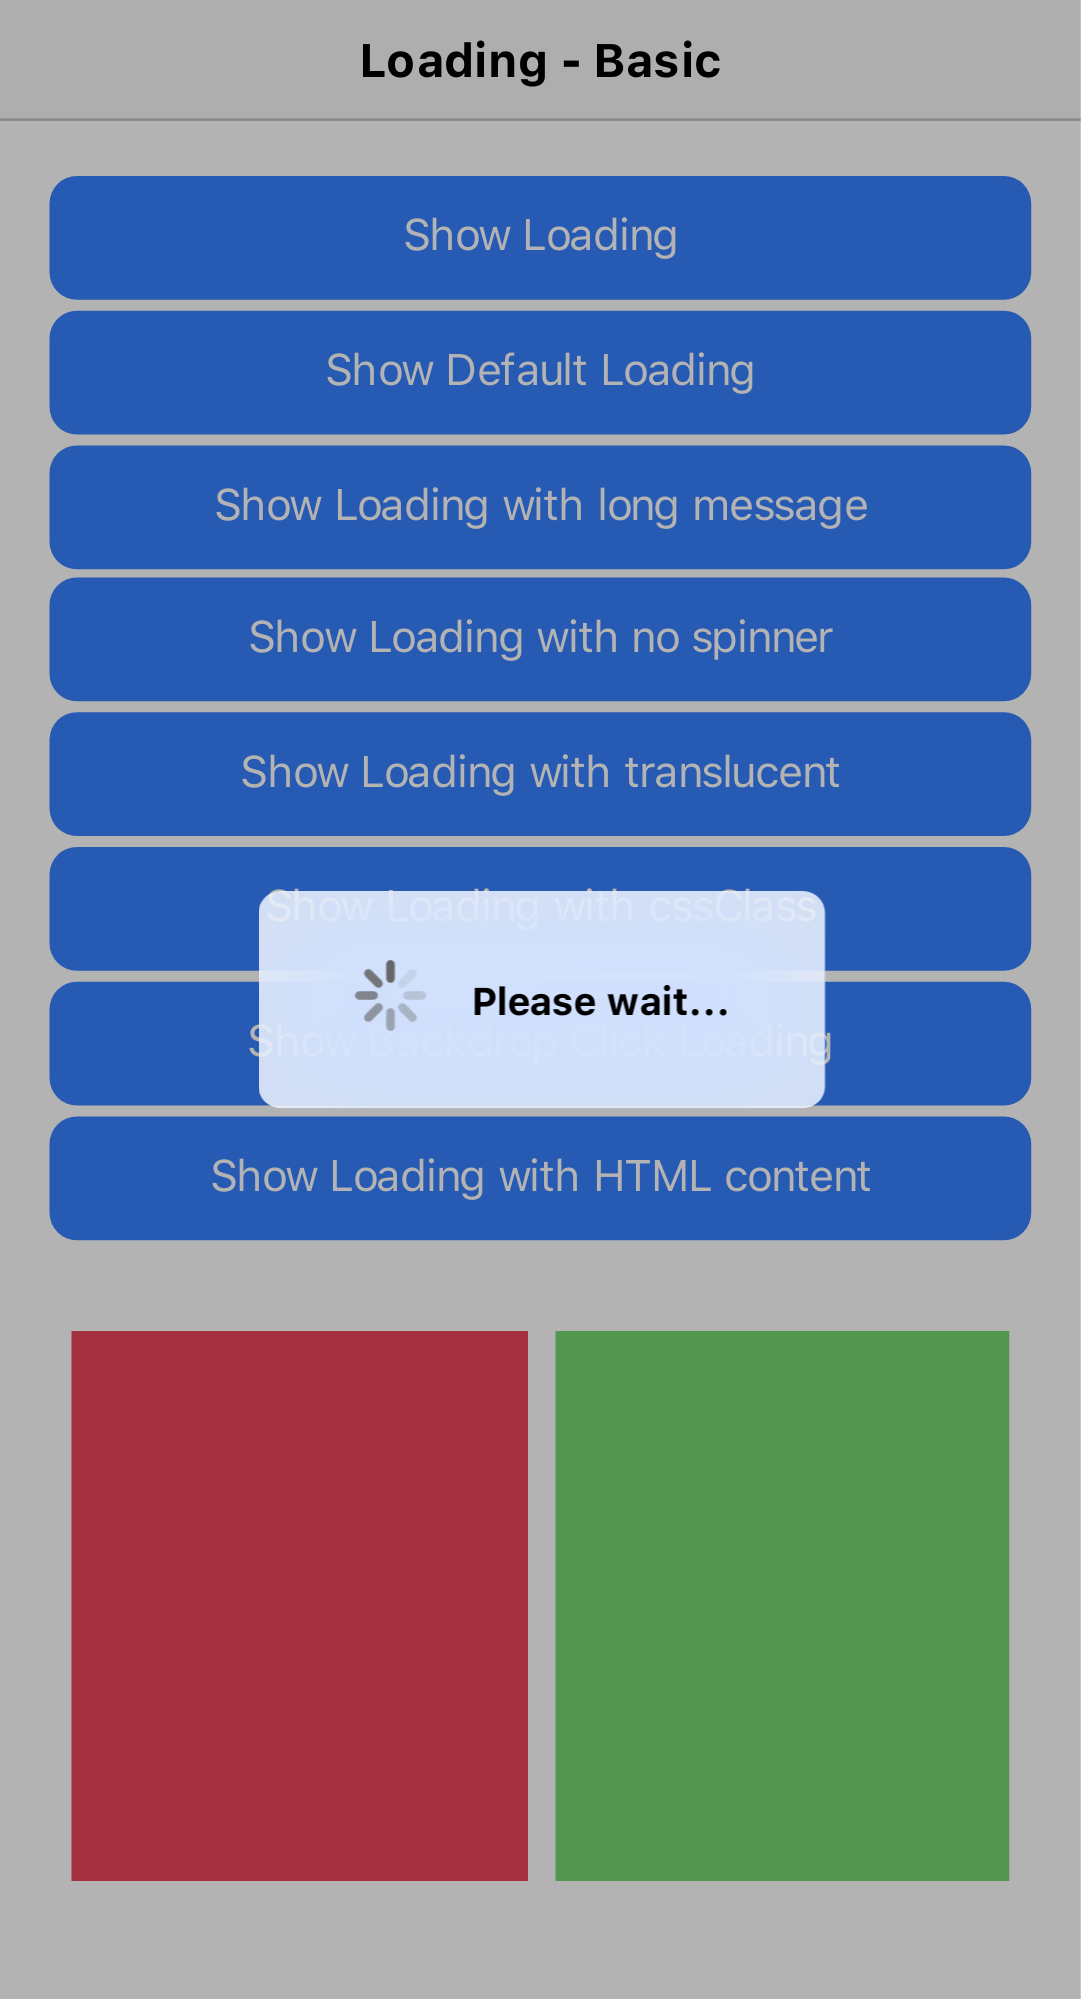 Loading - Basic
Show Loading
Show Default Loading
Show Loading with long message
Show Loading with no spinner
Show Loading with translucent
Show Loading with cssClass
Please wait...
Show Backdrop Click Loading
Show Loading with HTML content